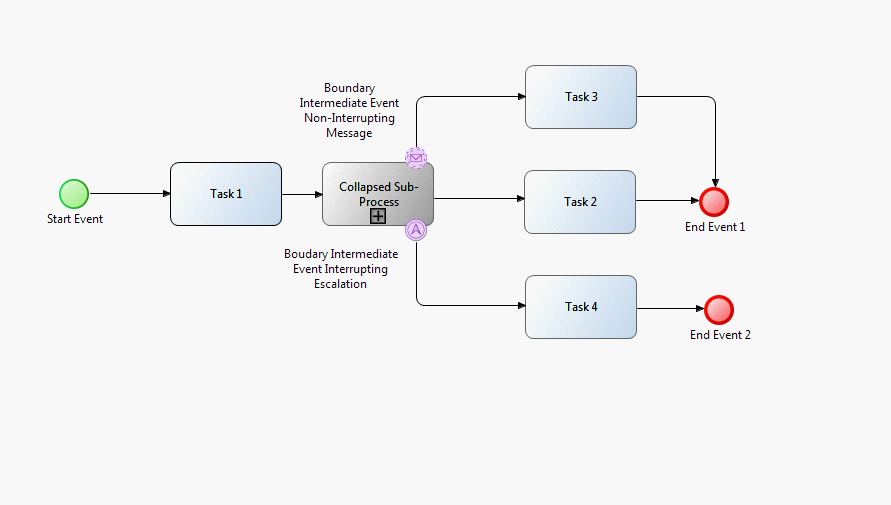 Boundary
Intermediate Event
Non-Interrupting
Message
Task 3
Start Event
Task 1
Collapsed Sub-
Process
Task 2
End Event 1
Boudary Intermediate
Event Interrupting
Escalation
Task 4
End Event 2